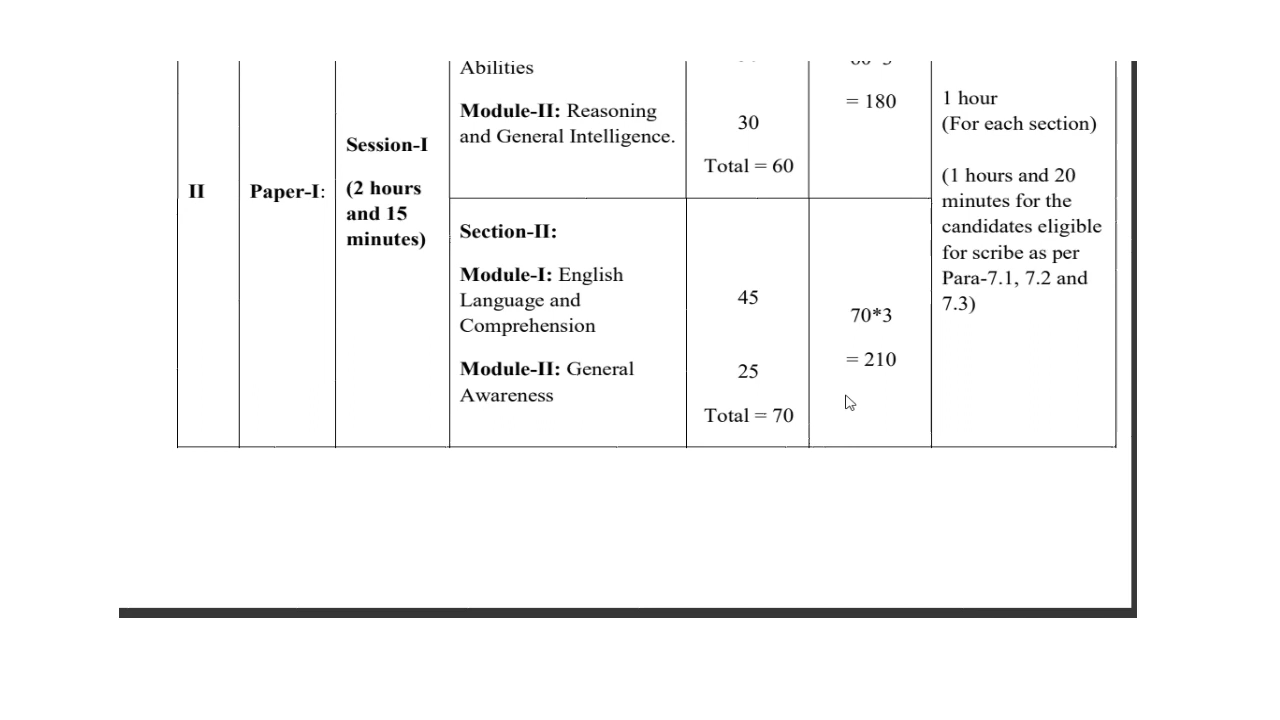 Abilities
Module-II: Reasoning
and General Intelligence.
30
Total = 60
= 180
1 hour
(For each section)
(1 hours and 20
minutes for the
candidates eligible
for scribe as per
Para-7.1, 7.2 and
7.3)
II
Paper-I:
Session-I
(2 hours
and 15
minutes)
Section-II:
Module-I: English
Language and
Comprehension
45
Module-II: General
Awareness
25
Total = 70
70*3
= 210